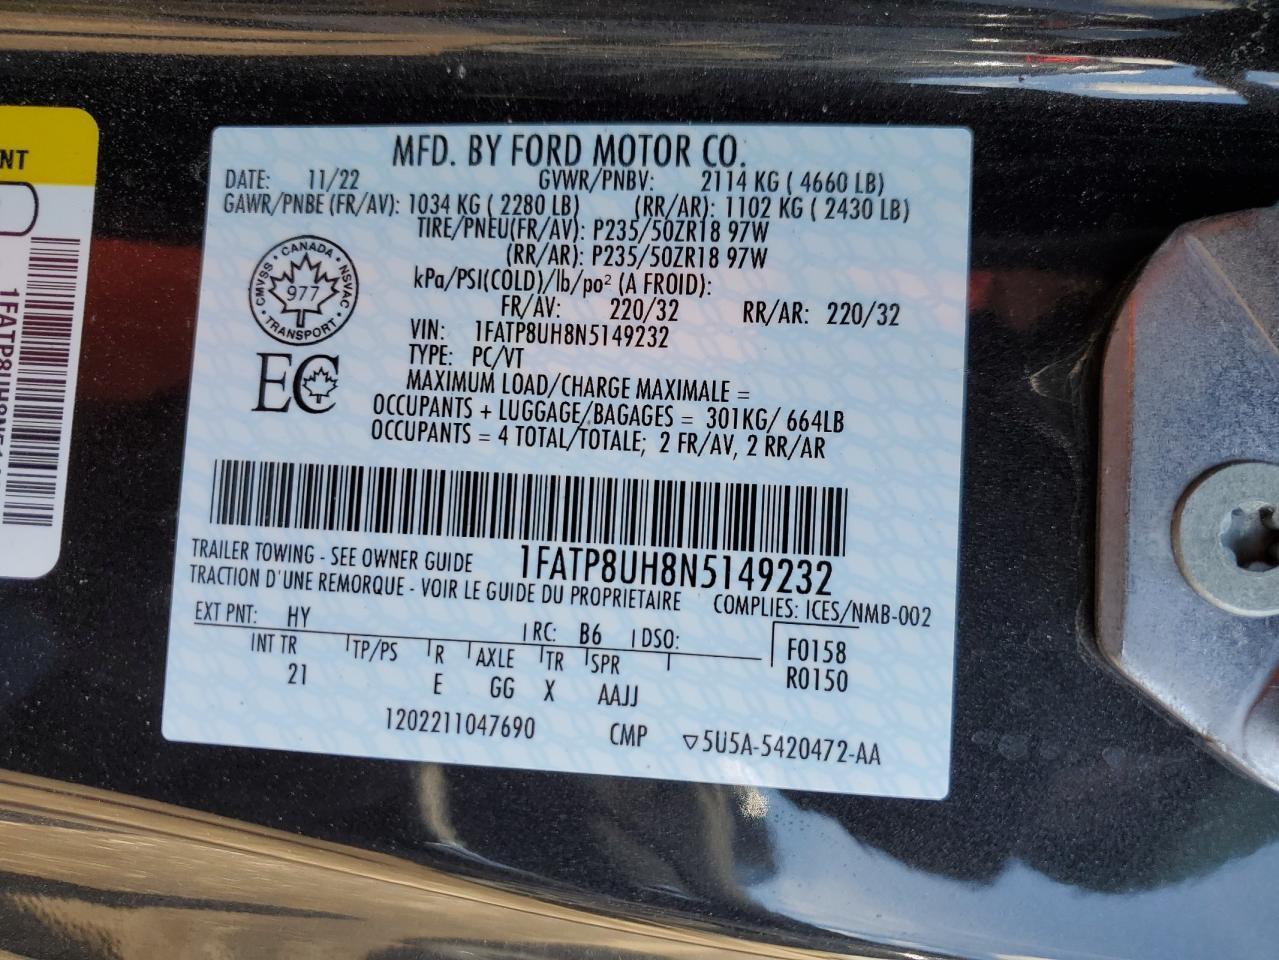 MFD. BY FORD MOTOR CO.
DATE: 11/22 GVWR/PNBV: 2114 KG ( 4660 LB)
GAWR/PNBE (FR/AV): 1034 KG ( 2280 LB) (RR/AR): 1102 KG ( 2430 LB)
TIRE/PNEU(FR/AV): P235/50ZR18 97W
(RR/AR): P235/50ZR18 97W
kPa/PSI(COLD)/lb/po² (A FROID):
FR/AV: 220/32 RR/AR: 220/32
CANADA
CMVSS 977 NSVAC
TRANSPORT
VIN: 1FATP8UH8N5149232
TYPE: PC/VT
EC
MAXIMUM LOAD/CHARGE MAXIMALE =
OCCUPANTS + LUGGAGE/BAGAGES = 301KG/ 664LB
OCCUPANTS = 4 TOTAL/TOTALE; 2 FR/AV, 2 RR/AR
TRAILER TOWING - SEE OWNER GUIDE 1FATP8UH8N5149232
TRACTION D'UNE REMORQUE - VOIR LE GUIDE DU PROPRIETAIRE COMPLIES: ICES/NMB-002
EXT PNT: HY RC: B6 DSO: F0158
INT TR TP/PS R AXLE TR SPR R0150
21 E GG X AAJJ
1202211047690 CMP ▽5U5A-5420472-AA
NT